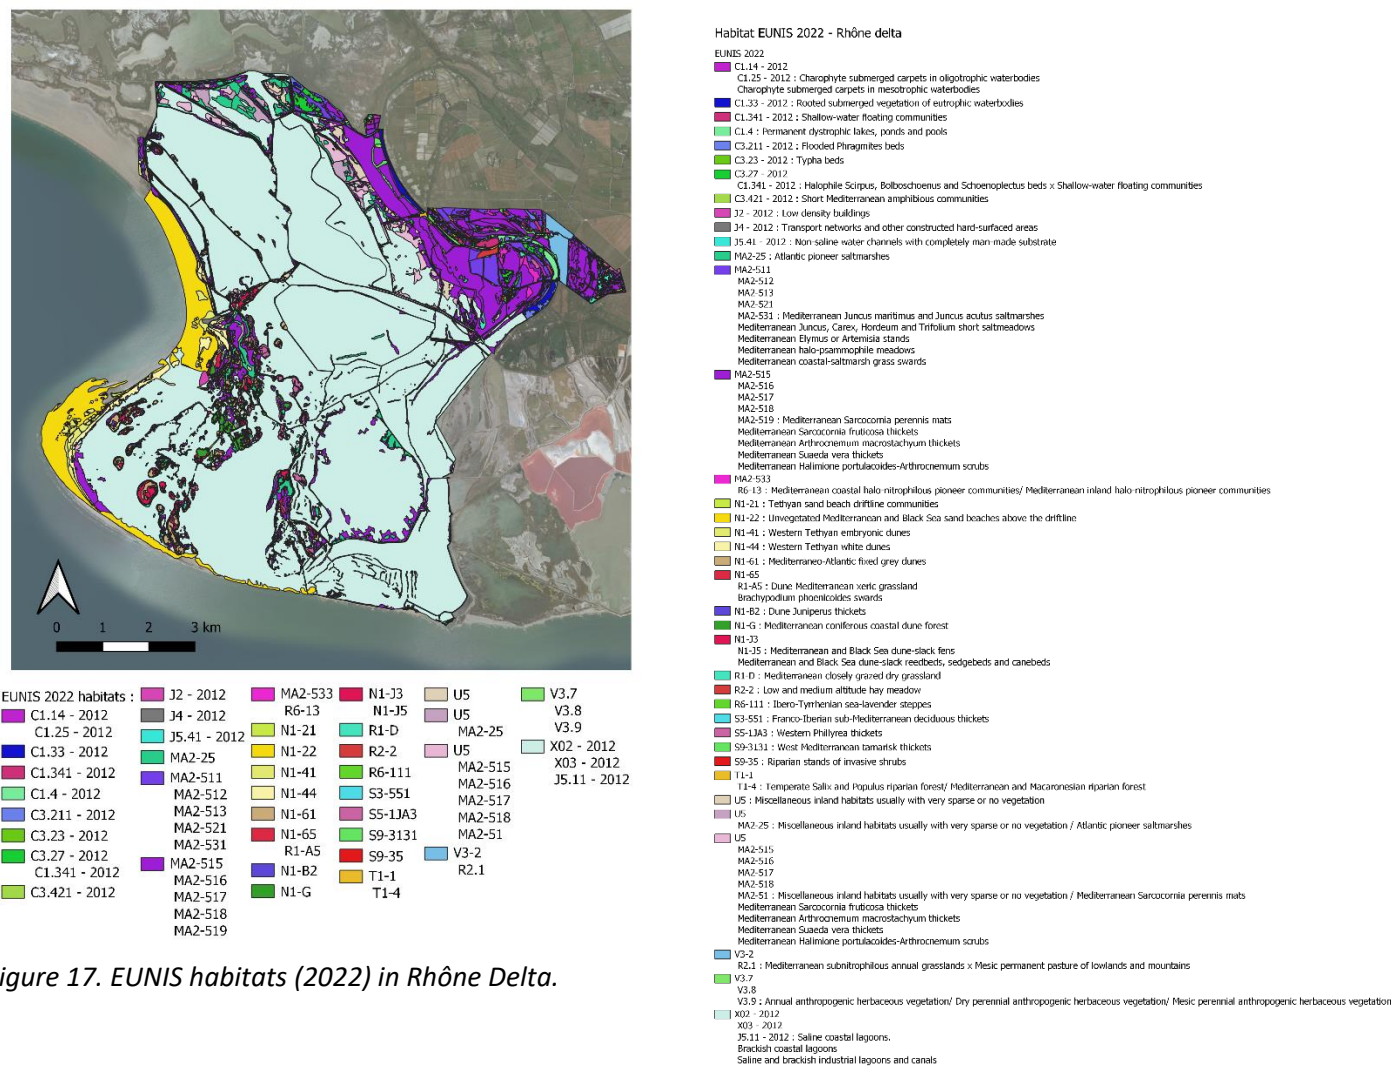 0 1 2 3 km
EUNIS 2022 habitats :
C1.14 - 2012
C1.25 - 2012
C1.33 - 2012
C1.341 - 2012
C1.4 - 2012
C3.211 - 2012
C3.23 - 2012
C3.27 - 2012
C1.341 - 2012
C3.421 - 2012
J2 - 2012
J4 - 2012
J5.41 - 2012
MA2-25
MA2-511
MA2-512
MA2-513
MA2-521
MA2-531
MA2-515
MA2-516
MA2-517
MA2-518
MA2-519
MA2-533
R6-13
N1-21
N1-22
N1-41
N1-44
N1-61
N1-65
R1-A5
N1-B2
N1-G
N1-J3
N1-J5
R1-D
R2-2
R6-111
S3-551
S5-1JA3
S9-3131
S9-35
T1-1
T1-4
U5
U5
MA2-25
U5
MA2-515
MA2-516
MA2-517
MA2-518
MA2-51
V3-2
R2.1
V3.7
V3.8
V3.9
X02 - 2012
X03 - 2012
J5.11 - 2012
igure 17. EUNIS habitats (2022) in Rhône Delta.
Habitat EUNIS 2022 - Rhône delta
EUNIS 2022
C1.14 - 2012
C1.25 - 2012 : Charophyte submerged carpets in oligotrophic waterbodies
Charophyte submerged carpets in mesotrophic waterbodies
C1.33 - 2012 : Rooted submerged vegetation of eutrophic waterbodies
C1.341 - 2012 : Shallow-water floating communities
C1.4 : Permanent dystrophic lakes, ponds and pools
C3.211 - 2012 : Flooded Phragmites beds
C3.23 - 2012 : Typha beds
C3.27 - 2012
C1.341 - 2012 : Halophile Scirpus, Bolboschoenus and Schoenoplectus beds x Shallow-water floating communities
C3.421 - 2012 : Short Mediterranean amphibious communities
J2 - 2012 : Low density buildings
J4 - 2012 : Transport networks and other constructed hard-surfaced areas
J5.41 - 2012 : Non-saline water channels with completely man-made substrate
MA2-25 : Atlantic pioneer saltmarshes
MA2-511
MA2-512
MA2-513
MA2-521
MA2-531 : Mediterranean Juncus maritimus and Juncus acutus saltmarshes
Mediterranean Juncus, Carex, Hordeum and Trifolium short saltmeadows
Mediterranean Elymus or Artemisia stands
Mediterranean halo-psammophile meadows
Mediterranean coastal-saltmarsh grass swards
MA2-515
MA2-516
MA2-517
MA2-518
MA2-519 : Mediterranean Sarcocornia perennis mats
Mediterranean Sarcocornia fruticosa thickets
Mediterranean Arthrocnemum macrostachyum thickets
Mediterranean Suaeda vera thickets
Mediterranean Halimione portulacoides-Arthrocnemum scrubs
MA2-533
R6-13 : Mediterranean coastal halo-nitrophilous pioneer communities/ Mediterranean inland halo-nitrophilous pioneer communities
N1-21 : Tethyan sand beach driftline communities
N1-22 : Unvegetated Mediterranean and Black Sea sand beaches above the driftline
N1-41 : Western Tethyan embryonic dunes
N1-44 : Western Tethyan white dunes
N1-61 : Mediterraneo-Atlantic fixed grey dunes
N1-65
R1-A5 : Dune Mediterranean xeric grassland
Brachypodium phoenicoides swards
N1-B2 : Dune Juniperus thickets
N1-G : Mediterranean coniferous coastal dune forest
N1-J3
N1-J5 : Mediterranean and Black Sea dune-slack fens
Mediterranean and Black Sea dune-slack reedbeds, sedgebeds and canebeds
R1-D : Mediterranean closely grazed dry grassland
R2-2 : Low and medium altitude hay meadow
R6-111 : Ibero-Tyrrhenian sea-lavender steppes
S3-551 : Franco-Iberian sub-Mediterranean deciduous thickets
S5-1JA3 : Western Phillyrea thickets
S9-3131 : West Mediterranean tamarisk thickets
S9-35 : Riparian stands of invasive shrubs
T1-1
T1-4 : Temperate Salix and Populus riparian forest/ Mediterranean and Macaronesian riparian forest
U5 : Miscellaneous inland habitats usually with very sparse or no vegetation
U5
MA2-25 : Miscellaneous inland habitats usually with very sparse or no vegetation / Atlantic pioneer saltmarshes
U5
MA2-515
MA2-516
MA2-517
MA2-518
MA2-51 : Miscellaneous inland habitats usually with very sparse or no vegetation / Mediterranean Sarcocornia perennis mats
Mediterranean Sarcocornia fruticosa thickets
Mediterranean Arthrocnemum macrostachyum thickets
Mediterranean Suaeda vera thickets
Mediterranean Halimione portulacoides-Arthrocnemum scrubs
V3-2
R2.1 : Mediterranean subnitrophilous annual grasslands x Mesic permanent pasture of lowlands and mountains
V3.7
V3.8
V3.9 : Annual anthropogenic herbaceous vegetation/ Dry perennial anthropogenic herbaceous vegetation/ Mesic perennial anthropogenic herbaceous vegetation
X02 - 2012
X03 - 2012
J5.11 - 2012 : Saline coastal lagoons.
Brackish coastal lagoons
Saline and brackish industrial lagoons and canals